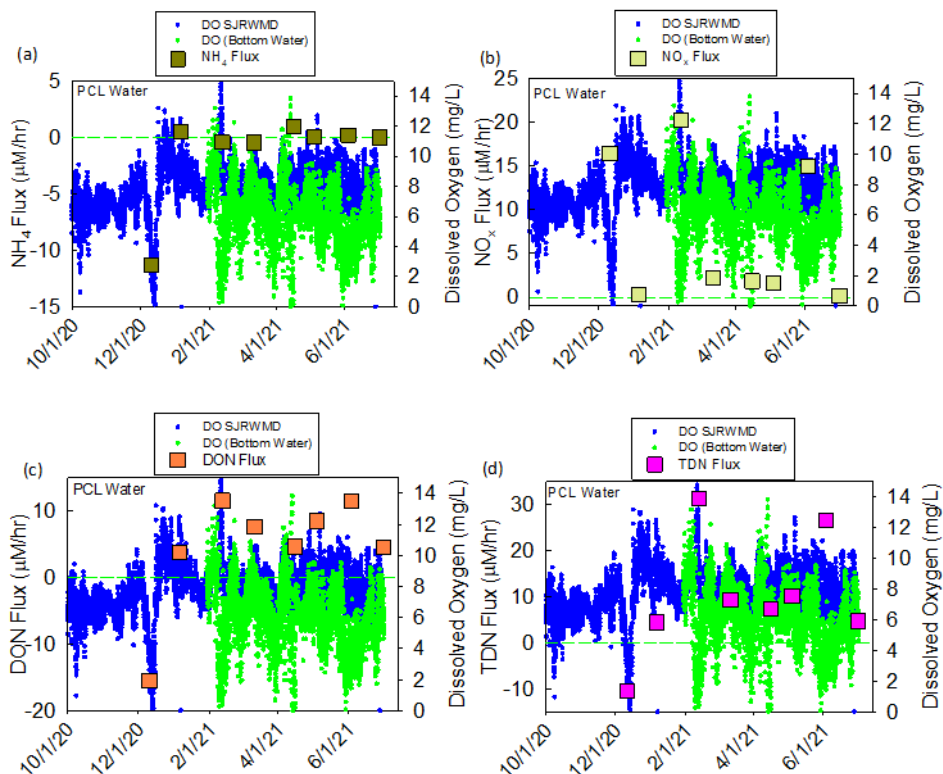 (a)
DO SJRWMD
DO (Bottom Water)
NH4 Flux
PCL Water
NH4 Flux (µM/hr)
5
0
-5
-10
-15
Dissolved Oxygen (mg/L)
14
12
10
8
6
4
2
0
10/1/20
12/1/20
2/1/21
4/1/21
6/1/21
(b)
DO SJRWMD
DO (Bottom Water)
NOx Flux
PCL Water
NOx Flux (µM/hr)
25
20
15
10
5
0
Dissolved Oxygen (mg/L)
14
12
10
8
6
4
2
0
10/1/20
12/1/20
2/1/21
4/1/21
6/1/21
(c)
DO SJRWMD
DO (Bottom Water)
DON Flux
PCL Water
DON Flux (µM/hr)
10
0
-10
-20
Dissolved Oxygen (mg/L)
14
12
10
8
6
4
2
0
10/1/20
12/1/20
2/1/21
4/1/21
6/1/21
(d)
DO SJRWMD
DO (Bottom Water)
TDN Flux
PCL Water
TDN Flux (µM/hr)
30
20
10
0
-10
Dissolved Oxygen (mg/L)
14
12
10
8
6
4
2
0
10/1/20
12/1/20
2/1/21
4/1/21
6/1/21